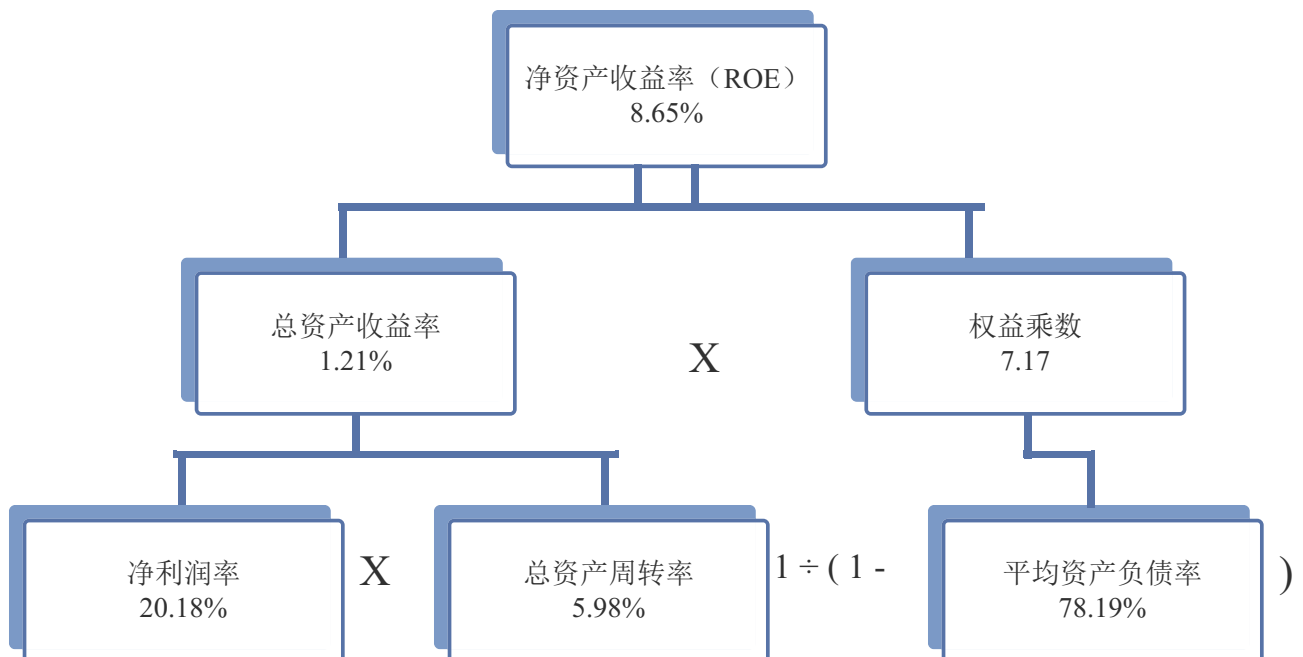 净资产收益率（ROE）
8.65%
总资产收益率
1.21%
X
权益乘数
7.17
净利润率
20.18%
X
总资产周转率
5.98%
1 ÷ ( 1 -
平均资产负债率
78.19%
)